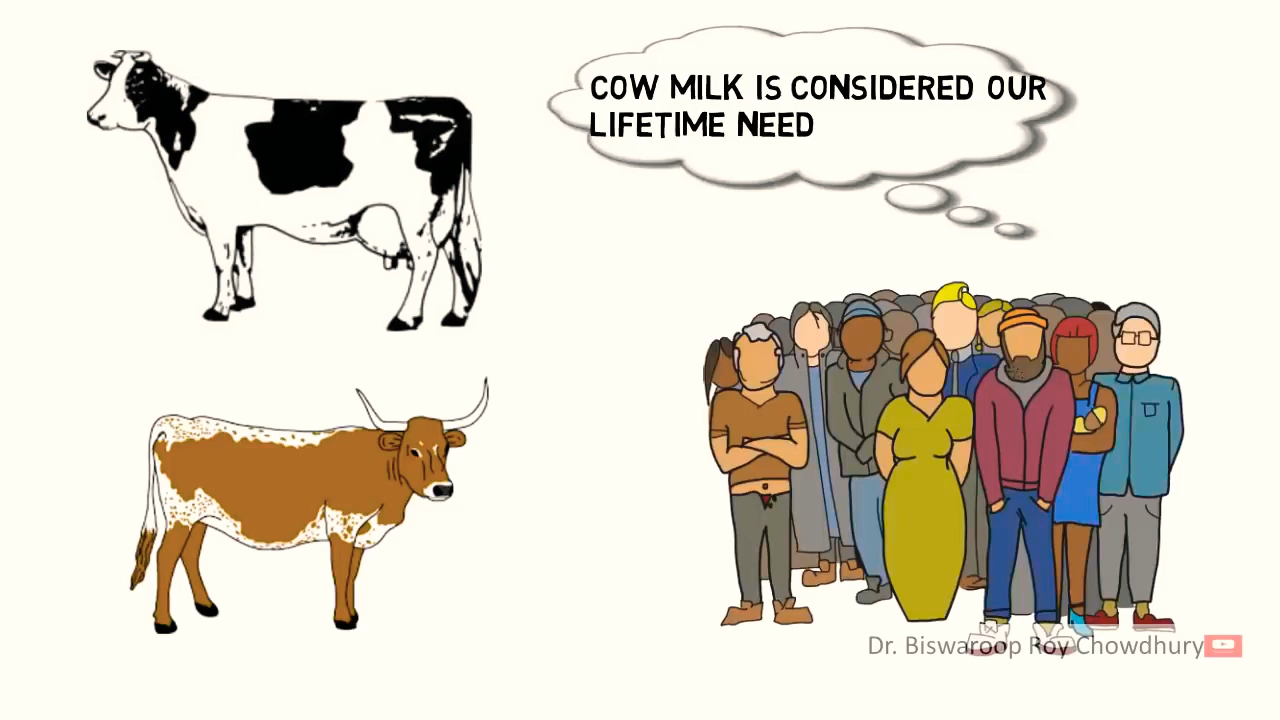 COW MILK IS CONSIDERED OUR
LIFETIME NEED
Dr. Biswaroop Roy Chowdhury